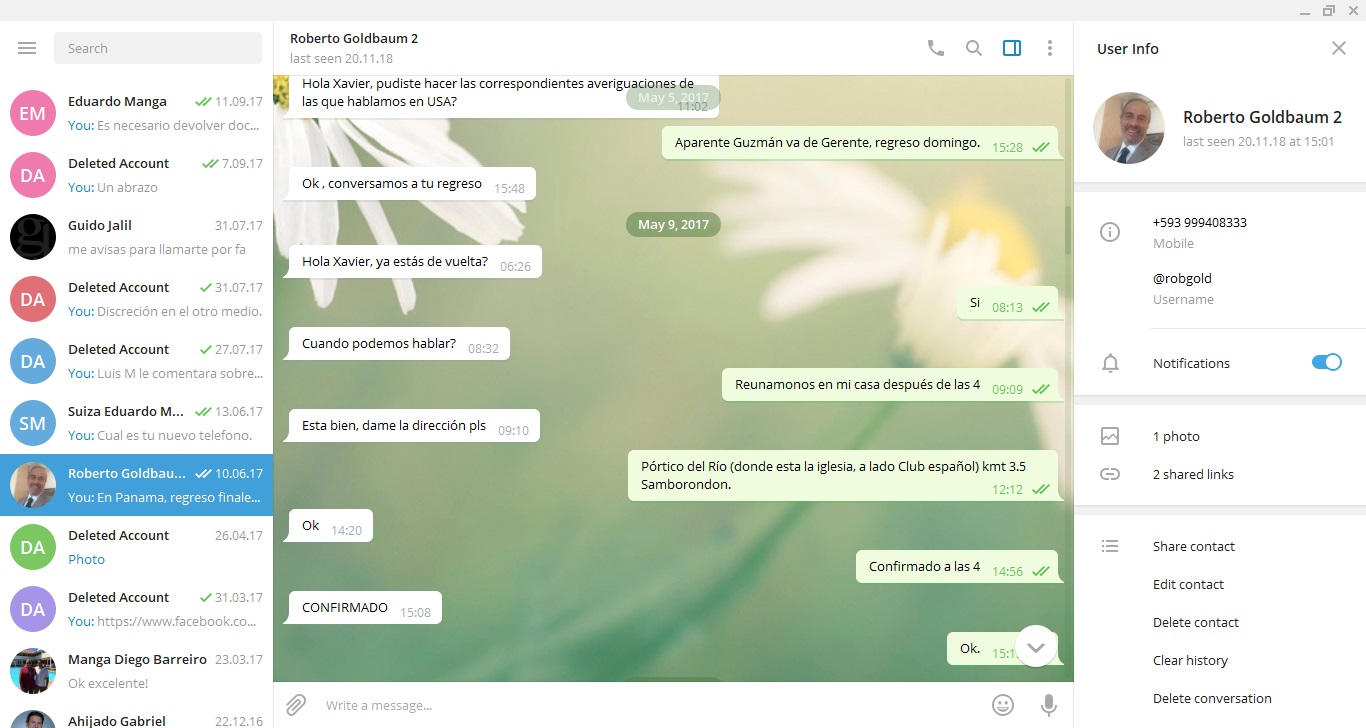 Search
EM
Eduardo Manga
11.09.17
You: Es necesario devolver doc...
DA
Deleted Account
7.09.17
You: Un abrazo
Guido Jalil
31.07.17
me avisas para llamarte por fa
DA
Deleted Account
31.07.17
You: Discreción en el otro medio.
DA
Deleted Account
27.07.17
You: Luis M le comentara sobre...
SM
Suiza Eduardo M...
13.06.17
You: Cual es tu nuevo telefono.
Roberto Goldbau...
10.06.17
You: En Panama, regreso finale...
DA
Deleted Account
26.04.17
Photo
DA
Deleted Account
31.03.17
You: https://www.facebook.co...
Manga Diego Barreiro
23.03.17
Ok excelente!
Ahijado Gabriel
22.12.16
Roberto Goldbaum 2
last seen 20.11.18
Hola Xavier, pudiste hacer las correspondientes averiguaciones de
las que hablamos en USA?
11:02
May 5, 2017
Aparente Guzmán va de Gerente, regreso domingo.
15:28
Ok , conversamos a tu regreso
15:48
May 9, 2017
Hola Xavier, ya estás de vuelta?
06:26
Si
08:13
Cuando podemos hablar?
08:32
Reunamonos en mi casa después de las 4
09:09
Esta bien, dame la dirección pls
09:10
Pórtico del Río (donde esta la iglesia, a lado Club español) kmt 3.5
Samborondon.
12:12
Ok
14:20
Confirmado a las 4
14:56
CONFIRMADO
15:08
Ok.
Write a message...
User Info
Roberto Goldbaum 2
last seen 20.11.18 at 15:01
+593 999408333
Mobile
@robgold
Username
Notifications
1 photo
2 shared links
Share contact
Edit contact
Delete contact
Clear history
Delete conversation